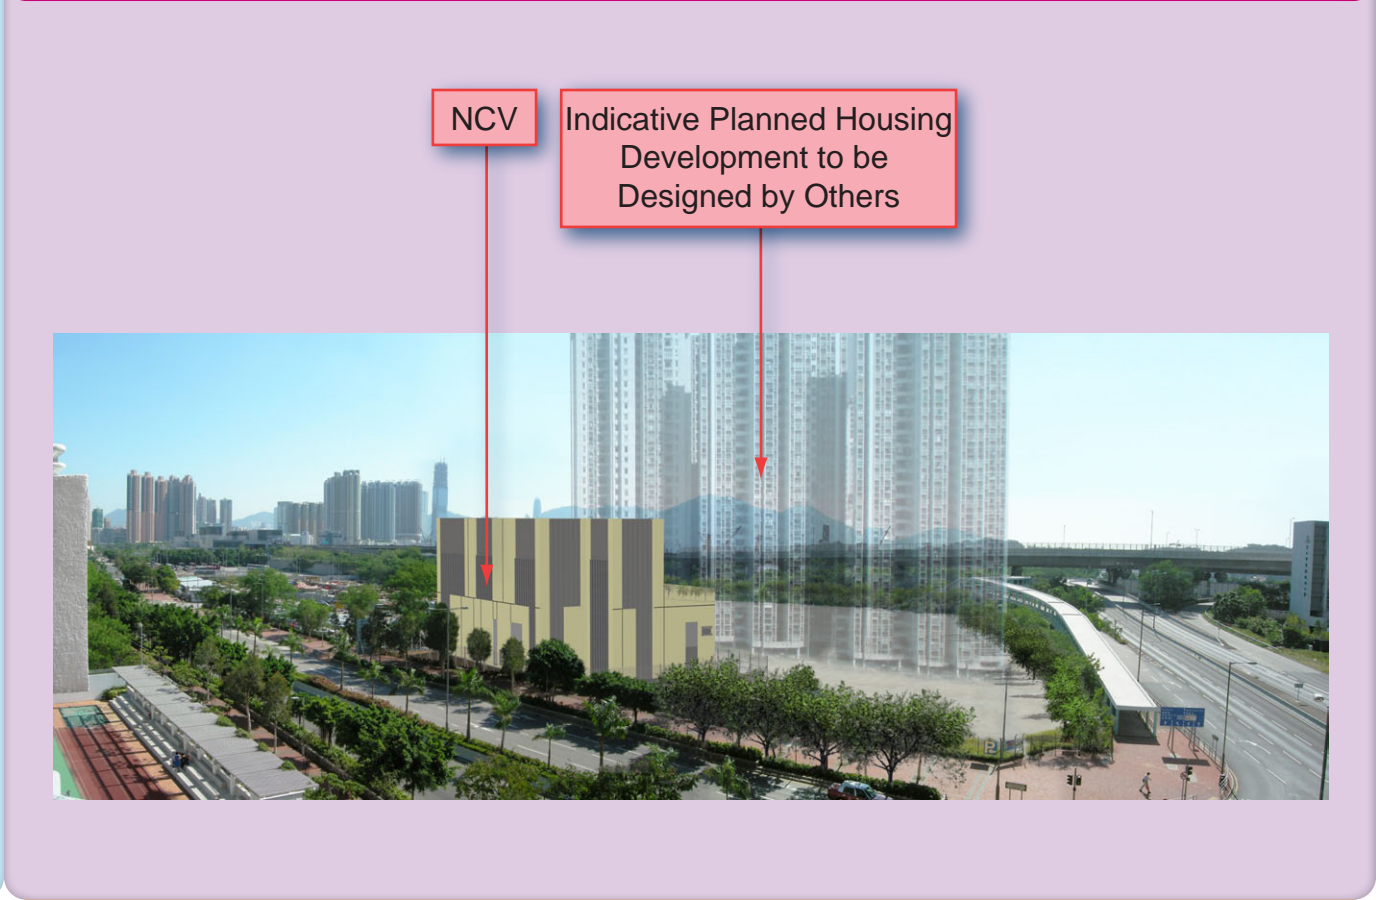 NCV
Indicative Planned Housing
Development to be
Designed by Others
P